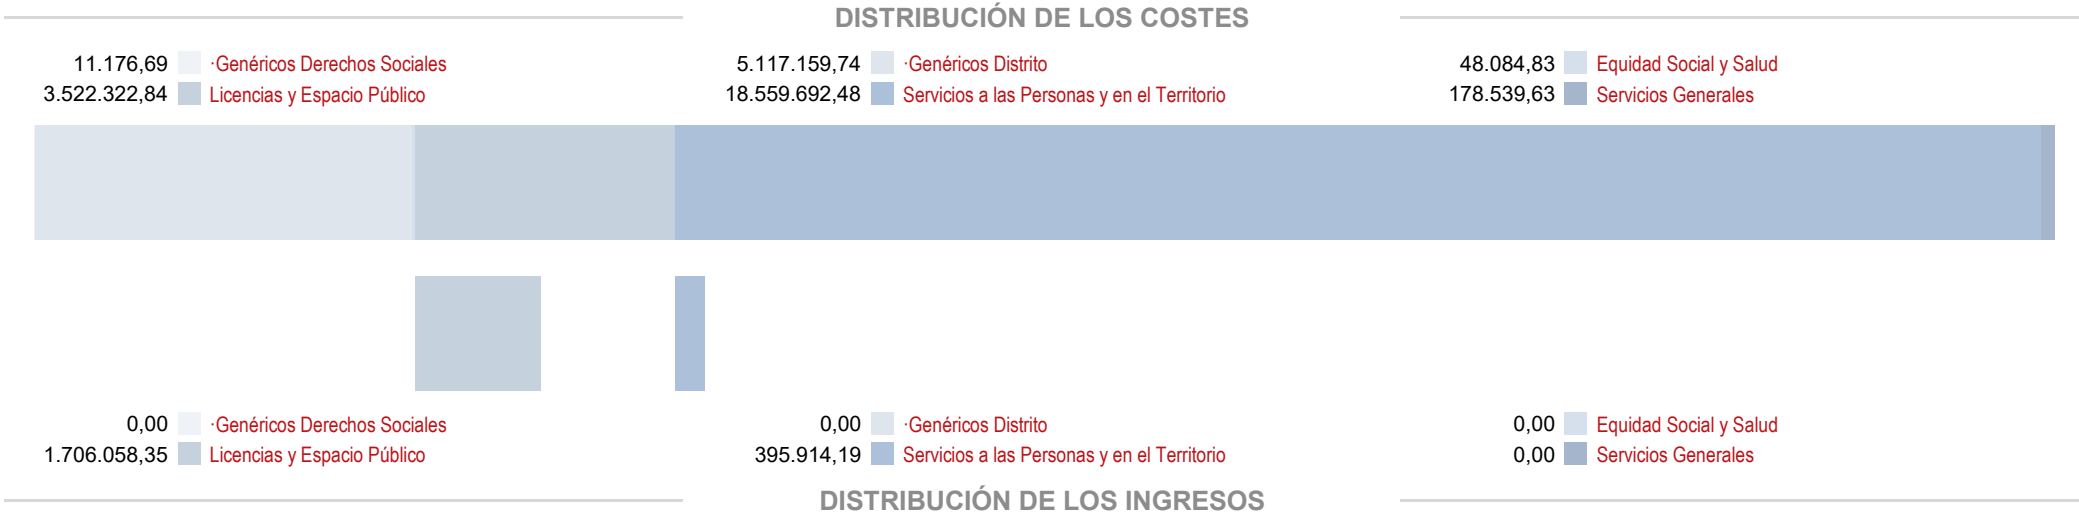 DISTRIBUCIÓN DE LOS COSTES
11.176,69 ·Genéricos Derechos Sociales 5.117.159,74 ·Genéricos Distrito 48.084,83 Equidad Social y Salud
3.522.322,84 Licencias y Espacio Público 18.559.692,48 Servicios a las Personas y en el Territorio 178.539,63 Servicios Generales
0,00 ·Genéricos Derechos Sociales 0,00 ·Genéricos Distrito 0,00 Equidad Social y Salud
1.706.058,35 Licencias y Espacio Público 395.914,19 Servicios a las Personas y en el Territorio 0,00 Servicios Generales
DISTRIBUCIÓN DE LOS INGRESOS